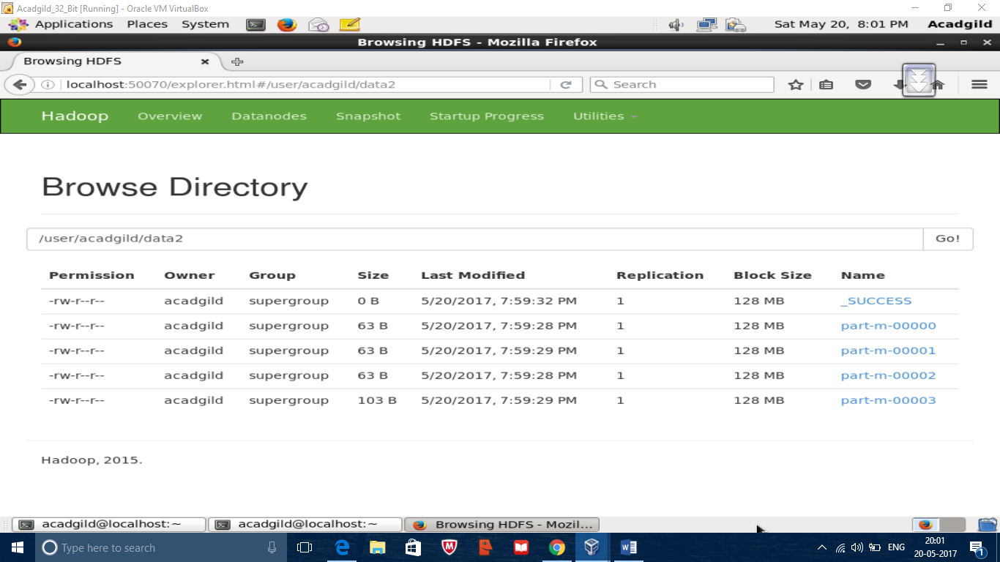 Acadgild_32_Bit [Running] - Oracle VM VirtualBox
Applications Places System Sat May 20, 8:01 PM Acadgild
Browsing HDFS - Mozilla Firefox
Browsing HDFS
localhost:50070/explorer.html#/user/acadgild/data2 Search
Hadoop Overview Datanodes Snapshot Startup Progress Utilities
Browse Directory
/user/acadgild/data2 Go!
Permission Owner Group Size Last Modified Replication Block Size Name
-rw-r--r-- acadgild supergroup 0 B 5/20/2017, 7:59:32 PM 1 128 MB _SUCCESS
-rw-r--r-- acadgild supergroup 63 B 5/20/2017, 7:59:28 PM 1 128 MB part-m-00000
-rw-r--r-- acadgild supergroup 63 B 5/20/2017, 7:59:29 PM 1 128 MB part-m-00001
-rw-r--r-- acadgild supergroup 63 B 5/20/2017, 7:59:28 PM 1 128 MB part-m-00002
-rw-r--r-- acadgild supergroup 103 B 5/20/2017, 7:59:29 PM 1 128 MB part-m-00003
Hadoop, 2015.
acadgild@localhost:~ acadgild@localhost:~ Browsing HDFS - Mozil...
Type here to search ENG 20:01
20-05-2017 1